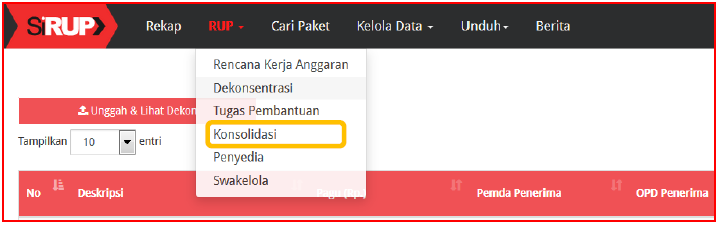 SiRUP Rekap RUP Cari Paket Kelola Data Unduh Berita
Rencana Kerja Anggaran
Dekonsentrasi
Tugas Pembantuan
Konsolidasi
Penyedia
Swakelola
Unggah & Lihat Dekon
Tampilkan 10 entri
No Deskripsi Pagu (Rp.) Pemda Penerima OPD Penerima